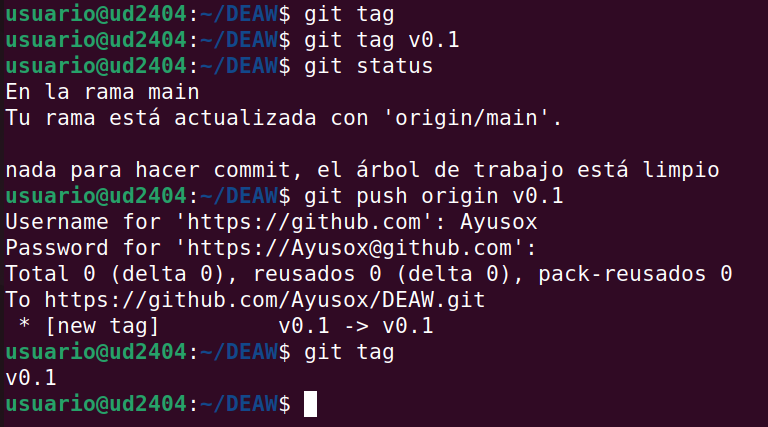 usuario@ud2404:~/DEAW$ git tag
usuario@ud2404:~/DEAW$ git tag v0.1
usuario@ud2404:~/DEAW$ git status
En la rama main
Tu rama está actualizada con 'origin/main'.
nada para hacer commit, el árbol de trabajo está limpio
usuario@ud2404:~/DEAW$ git push origin v0.1
Username for 'https://github.com': Ayusox
Password for 'https://Ayusox@github.com':
Total 0 (delta 0), reusados 0 (delta 0), pack-reusados 0
To https://github.com/Ayusox/DEAW.git
 * [new tag]         v0.1 -> v0.1
usuario@ud2404:~/DEAW$ git tag
v0.1
usuario@ud2404:~/DEAW$